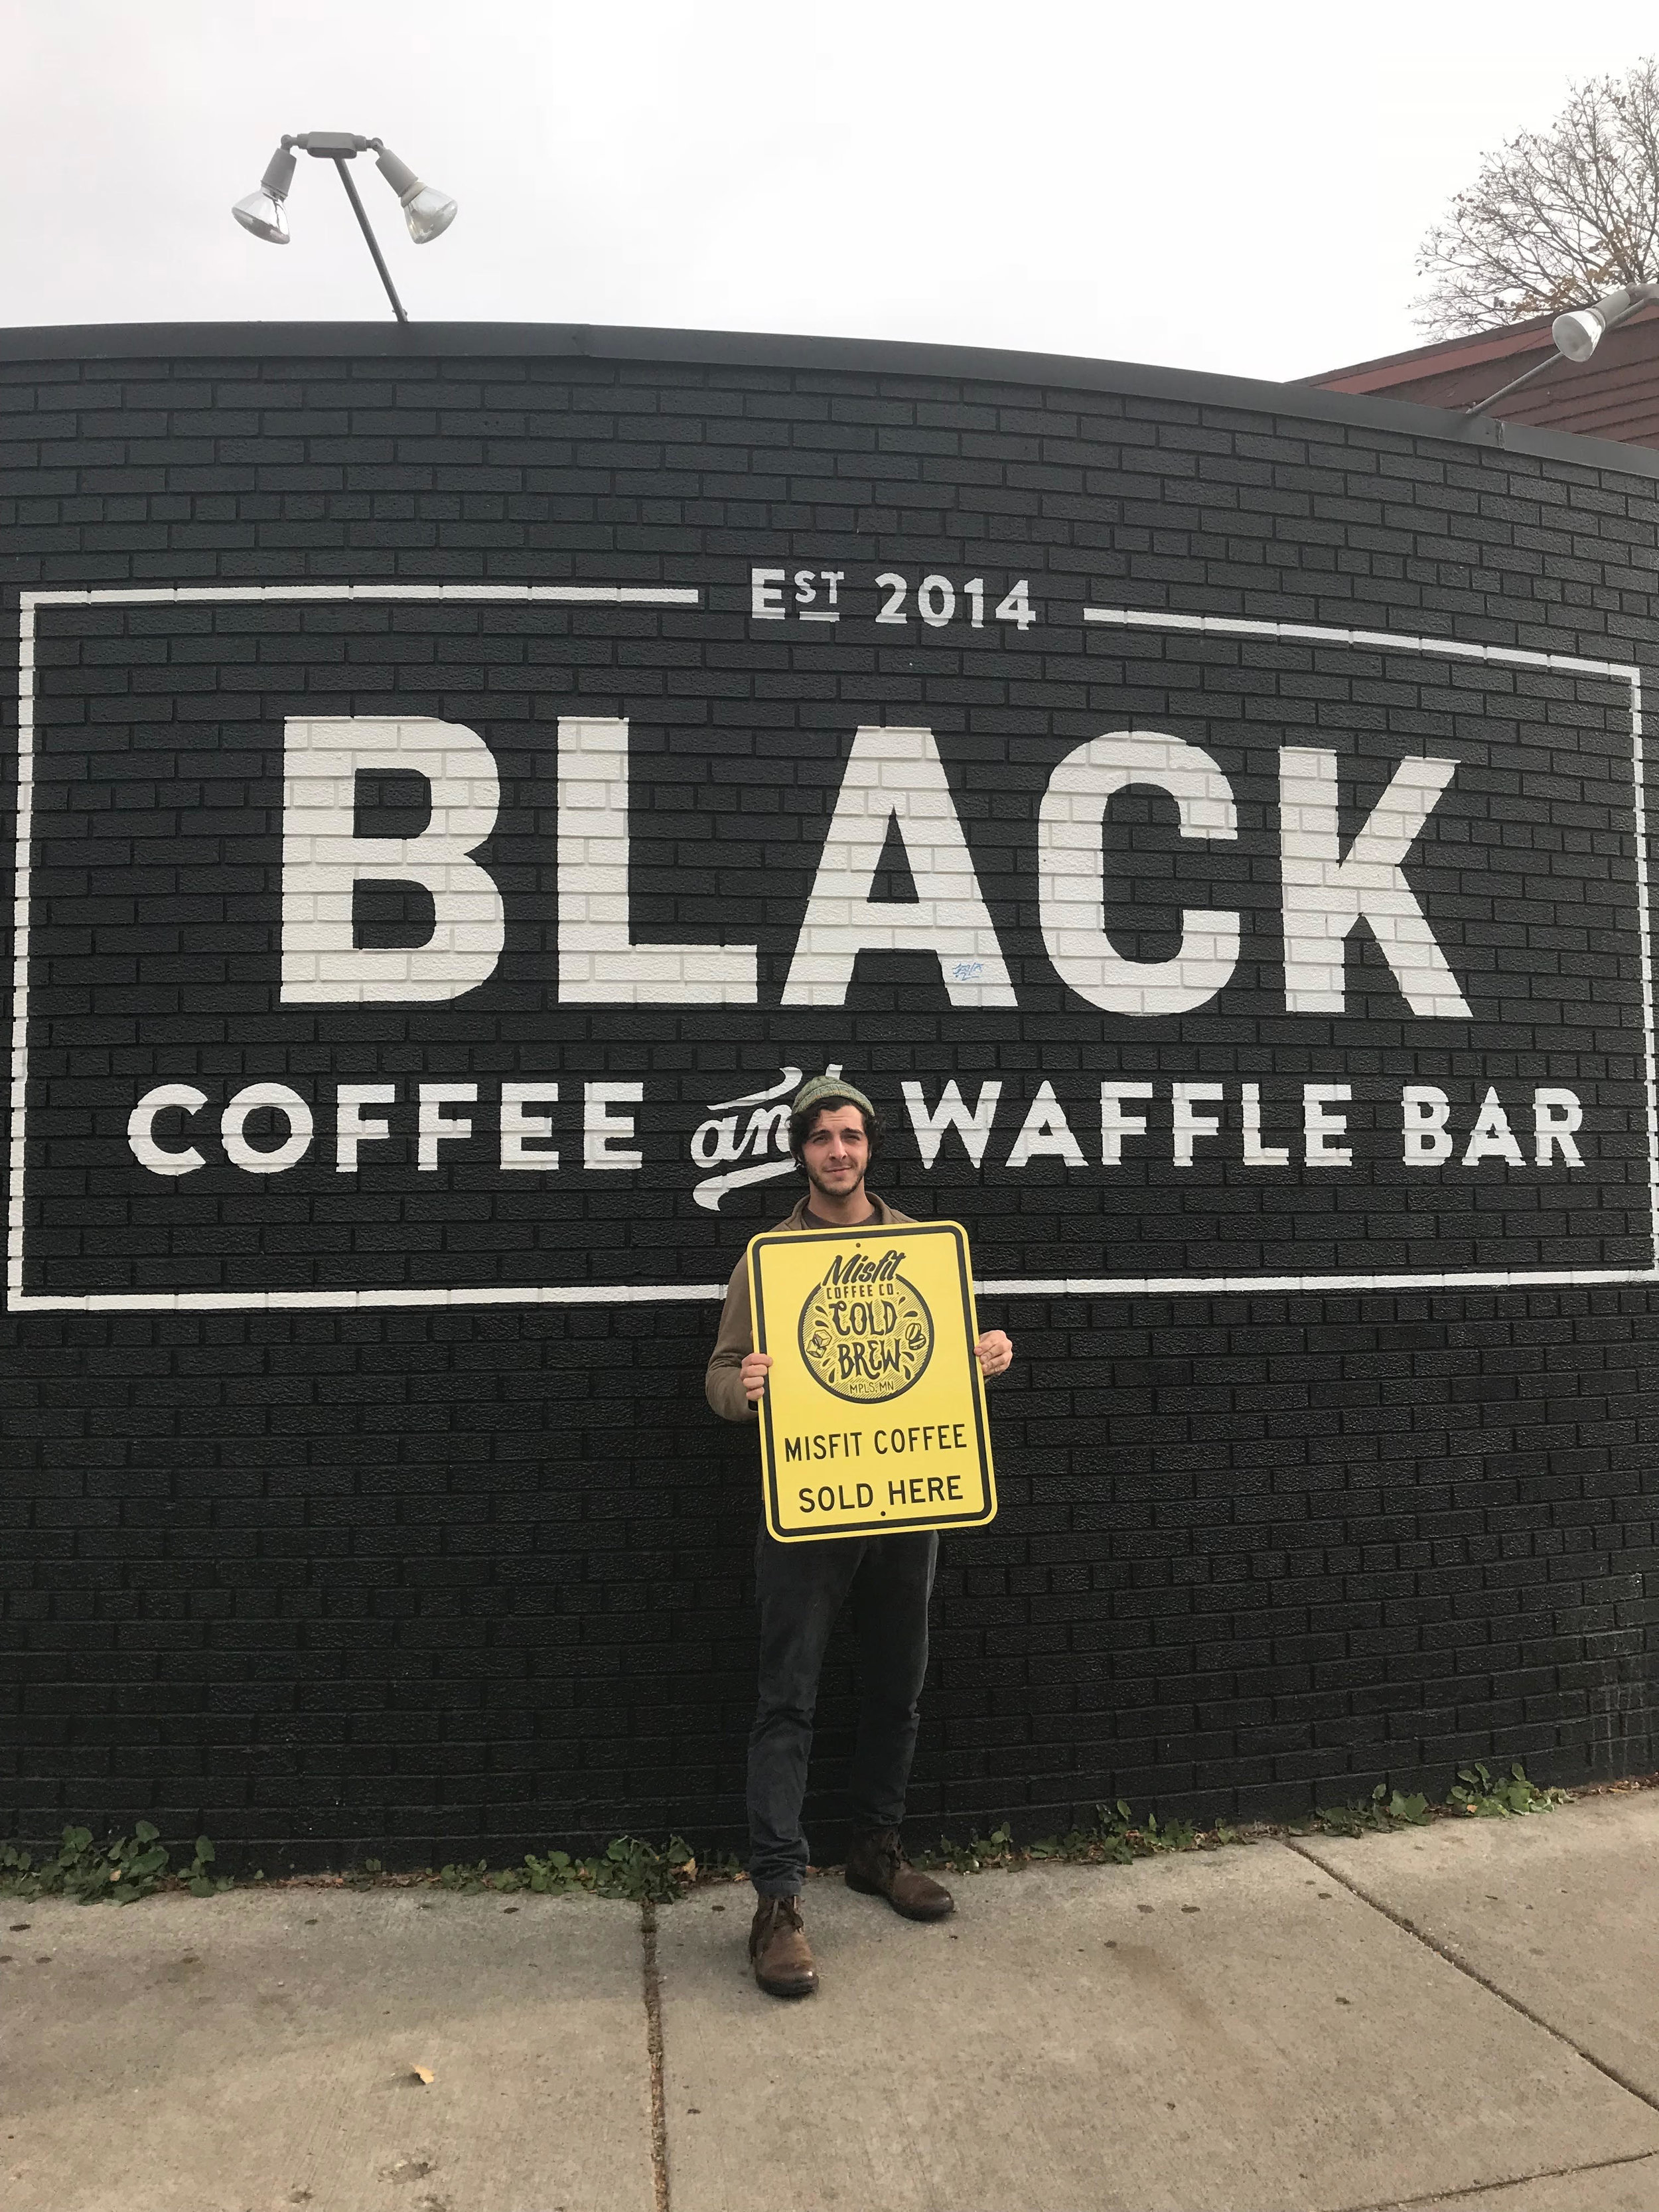 EST 2014
BLACK
COFFEE and WAFFLE BAR
Misfit
COFFEE CO.
COLD
BREW
MPLS. MN
MISFIT COFFEE
SOLD HERE